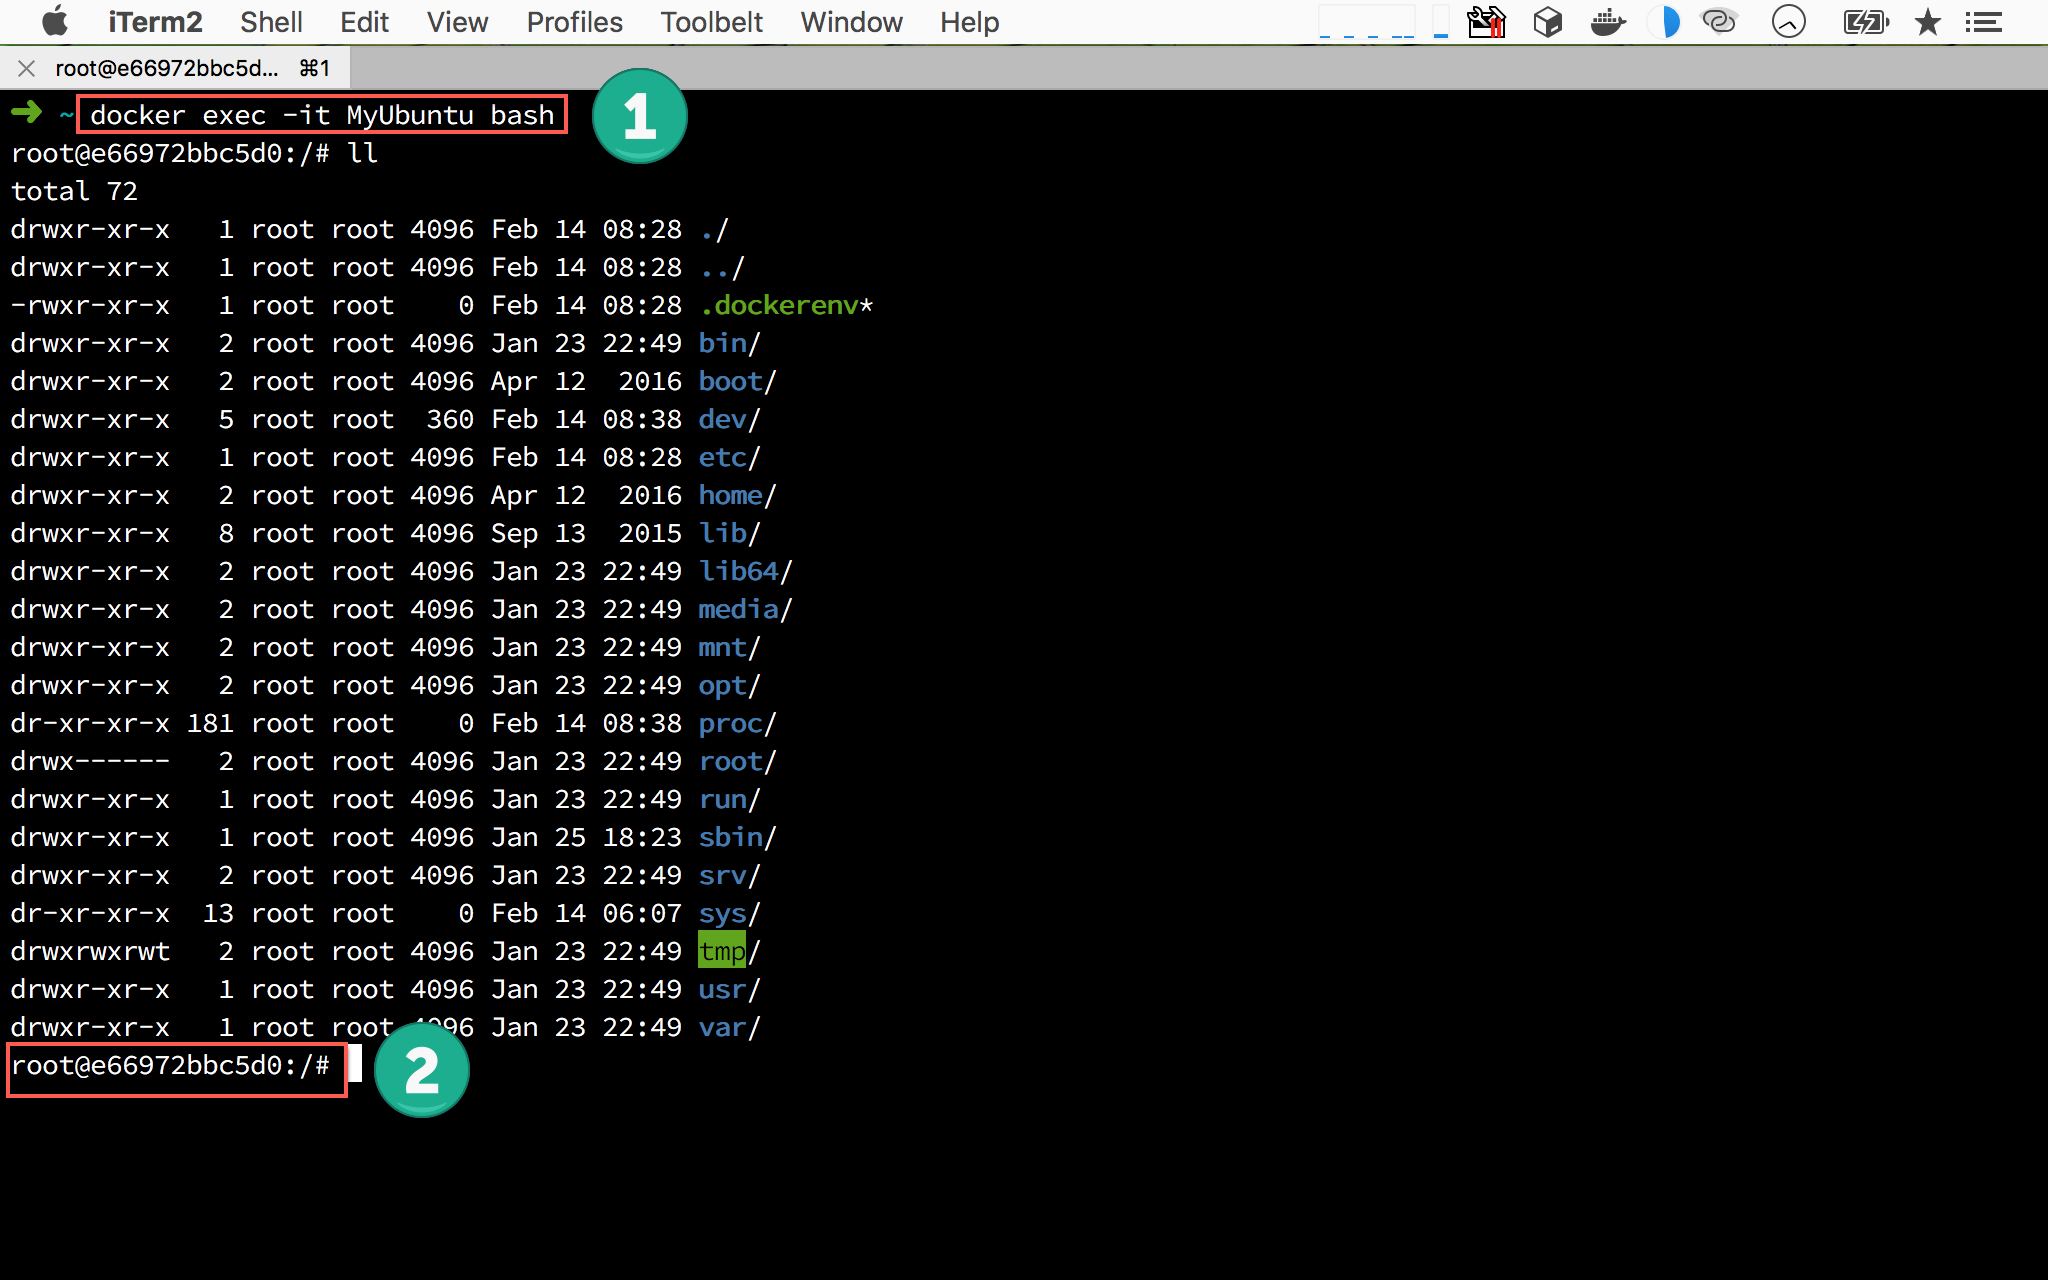 iTerm2 Shell Edit View Profiles Toolbelt Window Help
root@e66972bbc5d... ⌘1
➜ ~ docker exec -it MyUbuntu bash
1
root@e66972bbc5d0:/# ll
total 72
drwxr-xr-x   1 root root 4096 Feb 14 08:28 ./
drwxr-xr-x   1 root root 4096 Feb 14 08:28 ../
-rwxr-xr-x   1 root root    0 Feb 14 08:28 .dockerenv*
drwxr-xr-x   2 root root 4096 Jan 23 22:49 bin/
drwxr-xr-x   2 root root 4096 Apr 12  2016 boot/
drwxr-xr-x   5 root root  360 Feb 14 08:38 dev/
drwxr-xr-x   1 root root 4096 Feb 14 08:28 etc/
drwxr-xr-x   2 root root 4096 Apr 12  2016 home/
drwxr-xr-x   8 root root 4096 Sep 13  2015 lib/
drwxr-xr-x   2 root root 4096 Jan 23 22:49 lib64/
drwxr-xr-x   2 root root 4096 Jan 23 22:49 media/
drwxr-xr-x   2 root root 4096 Jan 23 22:49 mnt/
drwxr-xr-x   2 root root 4096 Jan 23 22:49 opt/
dr-xr-xr-x 181 root root    0 Feb 14 08:38 proc/
drwx------   2 root root 4096 Jan 23 22:49 root/
drwxr-xr-x   1 root root 4096 Jan 23 22:49 run/
drwxr-xr-x   1 root root 4096 Jan 25 18:23 sbin/
drwxr-xr-x   2 root root 4096 Jan 23 22:49 srv/
dr-xr-xr-x  13 root root    0 Feb 14 06:07 sys/
drwxrwxrwt   2 root root 4096 Jan 23 22:49 tmp/
drwxr-xr-x   1 root root 4096 Jan 23 22:49 usr/
drwxr-xr-x   1 root root 4096 Jan 23 22:49 var/
root@e66972bbc5d0:/#
2